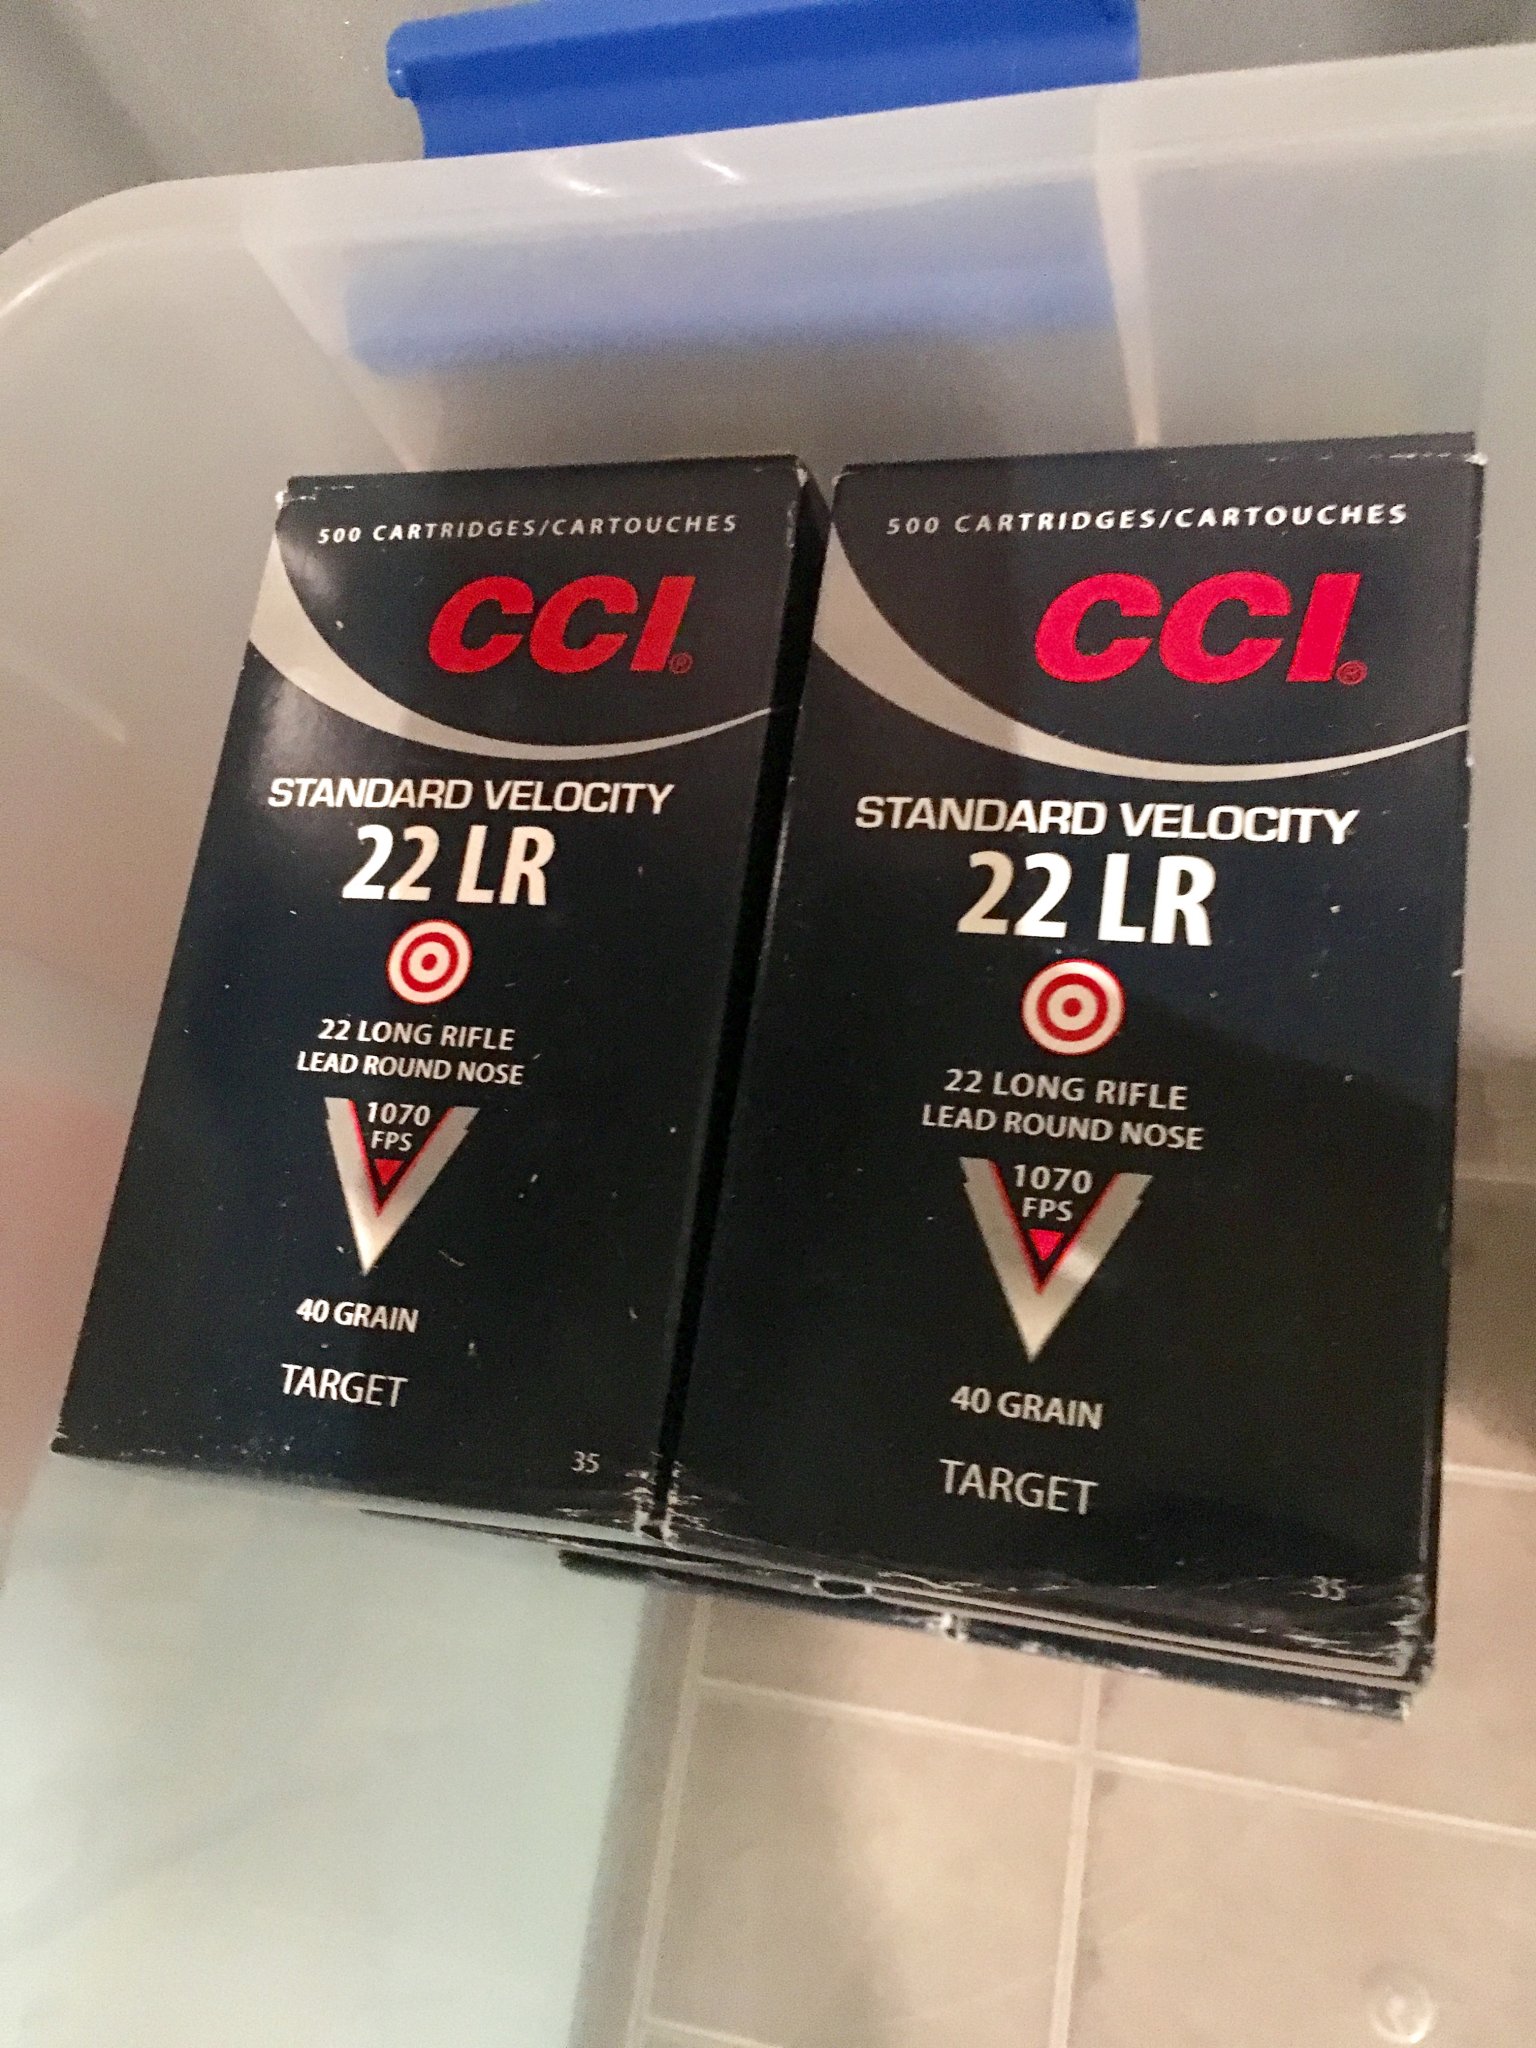 500 CARTRIDGES/CARTOUCHES
CCI®
STANDARD VELOCITY
22 LR
22 LONG RIFLE
LEAD ROUND NOSE
1070
FPS
40 GRAIN
TARGET
35
500 CARTRIDGES/CARTOUCHES
CCI®
STANDARD VELOCITY
22 LR
22 LONG RIFLE
LEAD ROUND NOSE
1070
FPS
40 GRAIN
TARGET
35